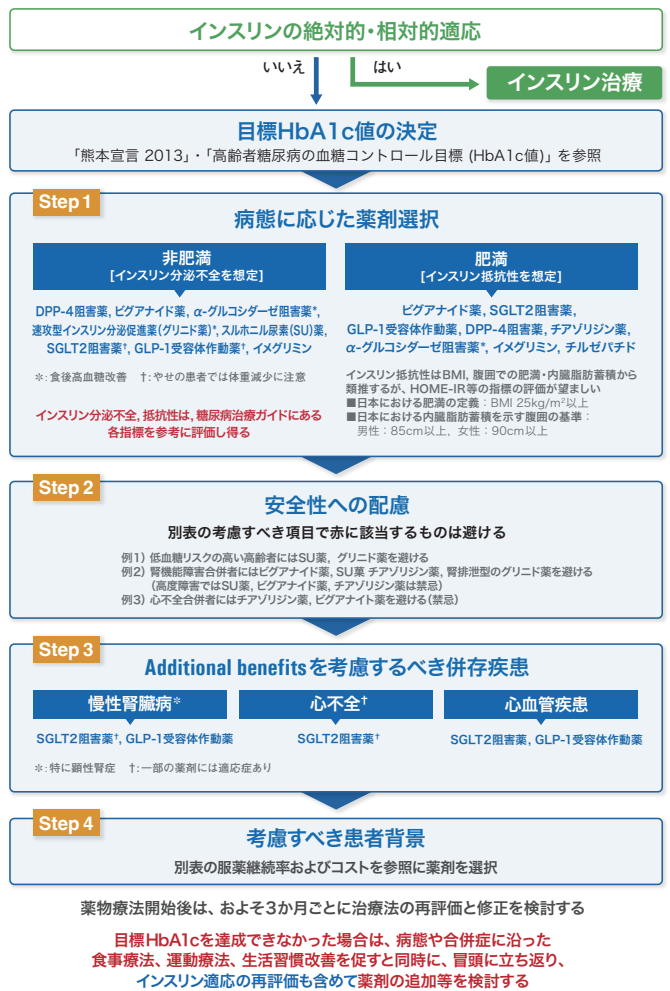 インスリンの絶対的・相対的適応
いいえ
はい
インスリン治療
目標HbA1c値の決定
「熊本宣言 2013」・「高齢者糖尿病の血糖コントロール目標 (HbA1c値)」を参照
Step 1
病態に応じた薬剤選択
非肥満
[インスリン分泌不全を想定]
DPP-4阻害薬, ビグアナイド薬, α-グルコシダーゼ阻害薬*,
速攻型インスリン分泌促進薬(グリニド薬)*, スルホニル尿素(SU)薬,
SGLT2阻害薬†, GLP-1受容体作動薬†, イメグリミン
＊: 食後高血糖改善　†: やせの患者では体重減少に注意
インスリン分泌不全, 抵抗性は, 糖尿病治療ガイドにある
各指標を参考に評価し得る
肥満
[インスリン抵抗性を想定]
ビグアナイド薬, SGLT2阻害薬,
GLP-1受容体作動薬, DPP-4阻害薬, チアゾリジン薬,
α-グルコシダーゼ阻害薬*, イメグリミン, チルゼパチド
インスリン抵抗性はBMI, 腹囲での肥満・内臓脂肪蓄積から
類推するが、HOME-IR等の指標の評価が望ましい
■日本における肥満の定義：BMI 25kg/m²以上
■日本における内臓脂肪蓄積を示す腹囲の基準：
男性：85cm以上, 女性：90cm以上
Step 2
安全性への配慮
別表の考慮すべき項目で赤に該当するものは避ける
例1) 低血糖リスクの高い高齢者にはSU薬, グリニド薬を避ける
例2) 腎機能障害合併者にはビグアナイド薬, SU薬 チアゾリジン薬, 腎排泄型のグリニド薬を避ける
(高度障害ではSU薬, ビグアナイド薬, チアゾリジン薬は禁忌)
例3) 心不全合併者にはチアゾリジン薬, ビグアナイト薬を避ける(禁忌)
Step 3
Additional benefitsを考慮するべき併存疾患
慢性腎臓病＊
SGLT2阻害薬†, GLP-1受容体作動薬
心不全†
SGLT2阻害薬†
心血管疾患
SGLT2阻害薬, GLP-1受容体作動薬
＊: 特に顕性腎症　†: 一部の薬剤には適応症あり
Step 4
考慮すべき患者背景
別表の服薬継続率およびコストを参照に薬剤を選択
薬物療法開始後は、およそ3か月ごとに治療法の再評価と修正を検討する
目標HbA1cを達成できなかった場合は、病態や合併症に沿った
食事療法、運動療法、生活習慣改善を促すと同時に、冒頭に立ち返り、
インスリン適応の再評価も含めて薬剤の追加等を検討する